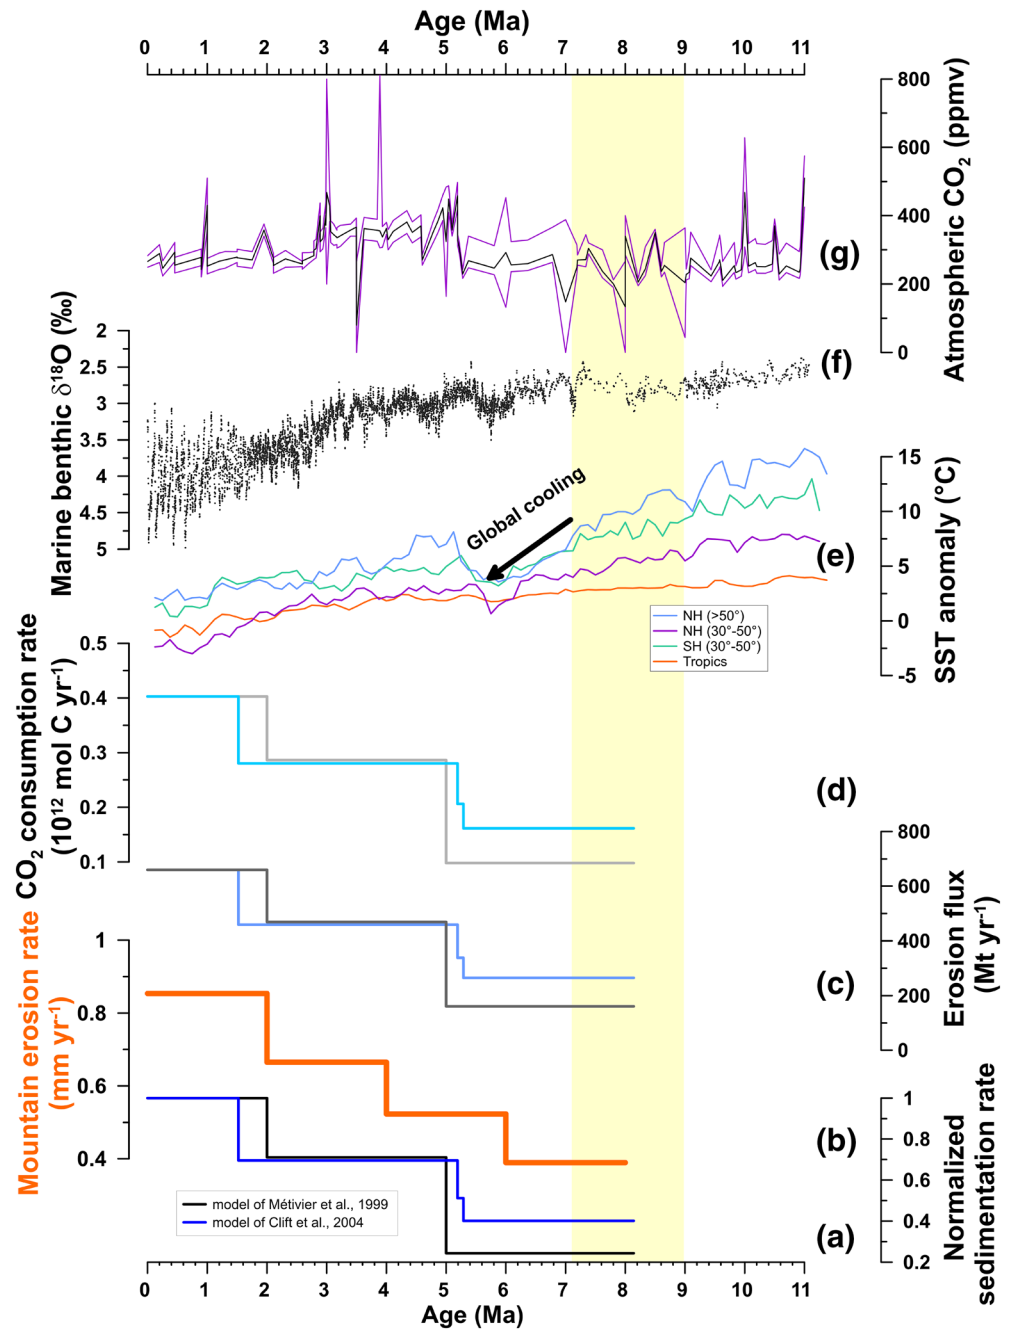 Age (Ma)
0 1 2 3 4 5 6 7 8 9 10 11
800
600
400
200
0
Atmospheric CO2 (ppmv)
(g)
2
2.5
3
3.5
4
4.5
5
Marine benthic δ18O (‰)
(f)
15
10
5
0
-5
SST anomaly (°C)
(e)
Global cooling
NH (>50°)
NH (30°-50°)
SH (30°-50°)
Tropics
0.5
0.4
0.3
0.2
0.1
CO2 consumption rate
(10¹² mol C yr-1)
(d)
800
600
400
200
0
Erosion flux
(Mt yr-1)
(c)
1
0.8
0.6
0.4
Mountain erosion rate
(mm yr-1)
(b)
1
0.8
0.6
0.4
0.2
Normalized
sedimentation rate
(a)
model of Métivier et al., 1999
model of Clift et al., 2004
0 1 2 3 4 5 6 7 8 9 10 11
Age (Ma)